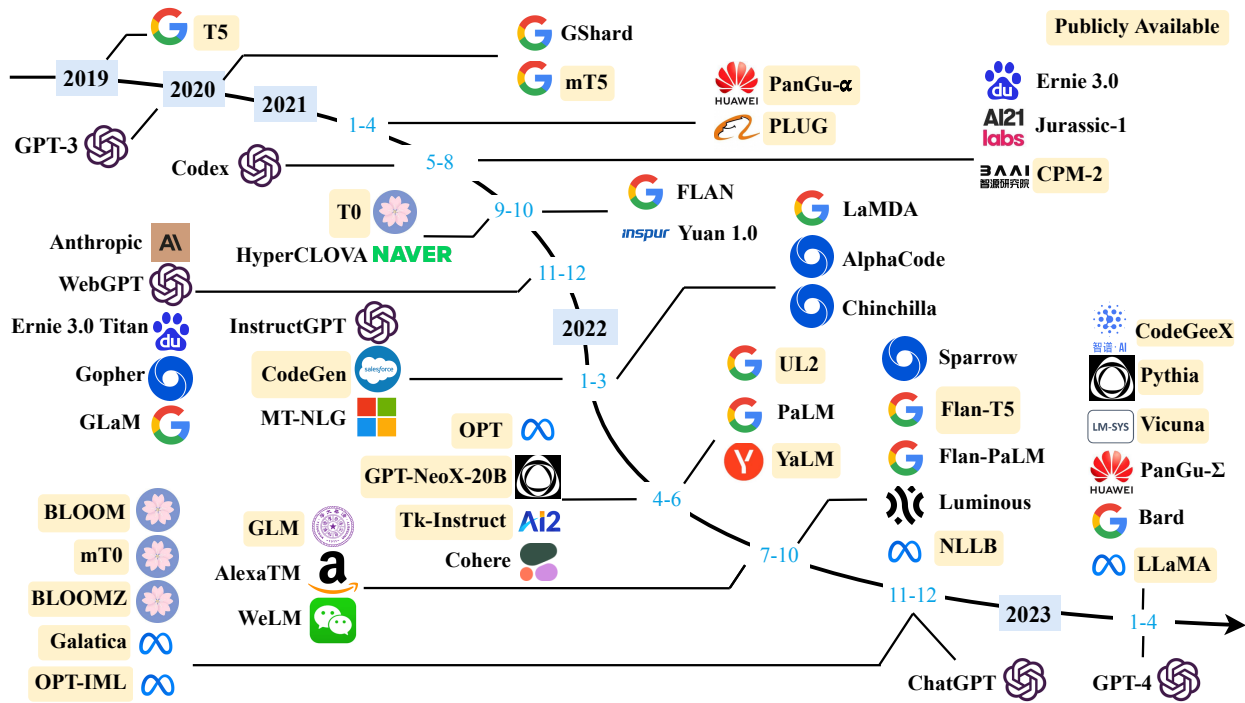 T5
GShard
Publicly Available
2019
2020
mT5
HUAWEI
PanGu-α
du
Ernie 3.0
2021
GPT-3
1-4
PLUG
AI21 labs
Jurassic-1
Codex
5-8
BAAI
智源研究院
CPM-2
T0
9-10
FLAN
LaMDA
Anthropic
AI
HyperCLOVA
NAVER
inspur
Yuan 1.0
AlphaCode
WebGPT
11-12
Chinchilla
Ernie 3.0 Titan
du
InstructGPT
2022
智谱·AI
CodeGeeX
Gopher
CodeGen
salesforce
1-3
UL2
Sparrow
Pythia
GLaM
MT-NLG
OPT
PaLM
Flan-T5
LM-SYS
Vicuna
GPT-NeoX-20B
Y
YaLM
Flan-PaLM
HUAWEI
PanGu-Σ
BLOOM
4-6
Luminous
Bard
GLM
Tk-Instruct
Ai2
mT0
AlexaTM
a
Cohere
7-10
NLLB
LLaMA
BLOOMZ
WeLM
11-12
2023
1-4
Galatica
OPT-IML
ChatGPT
GPT-4